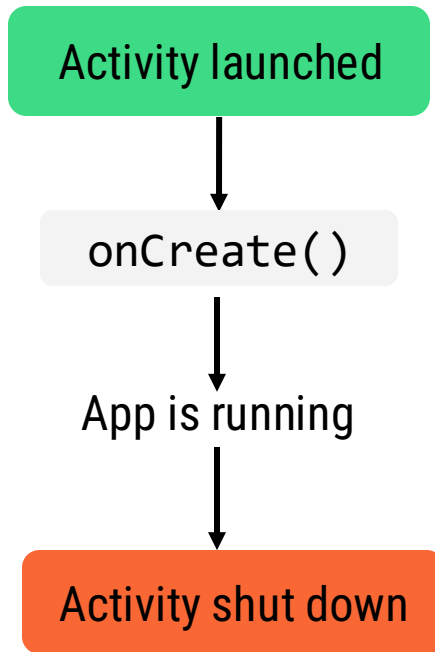 Activity launched
onCreate()
App is running
Activity shut down